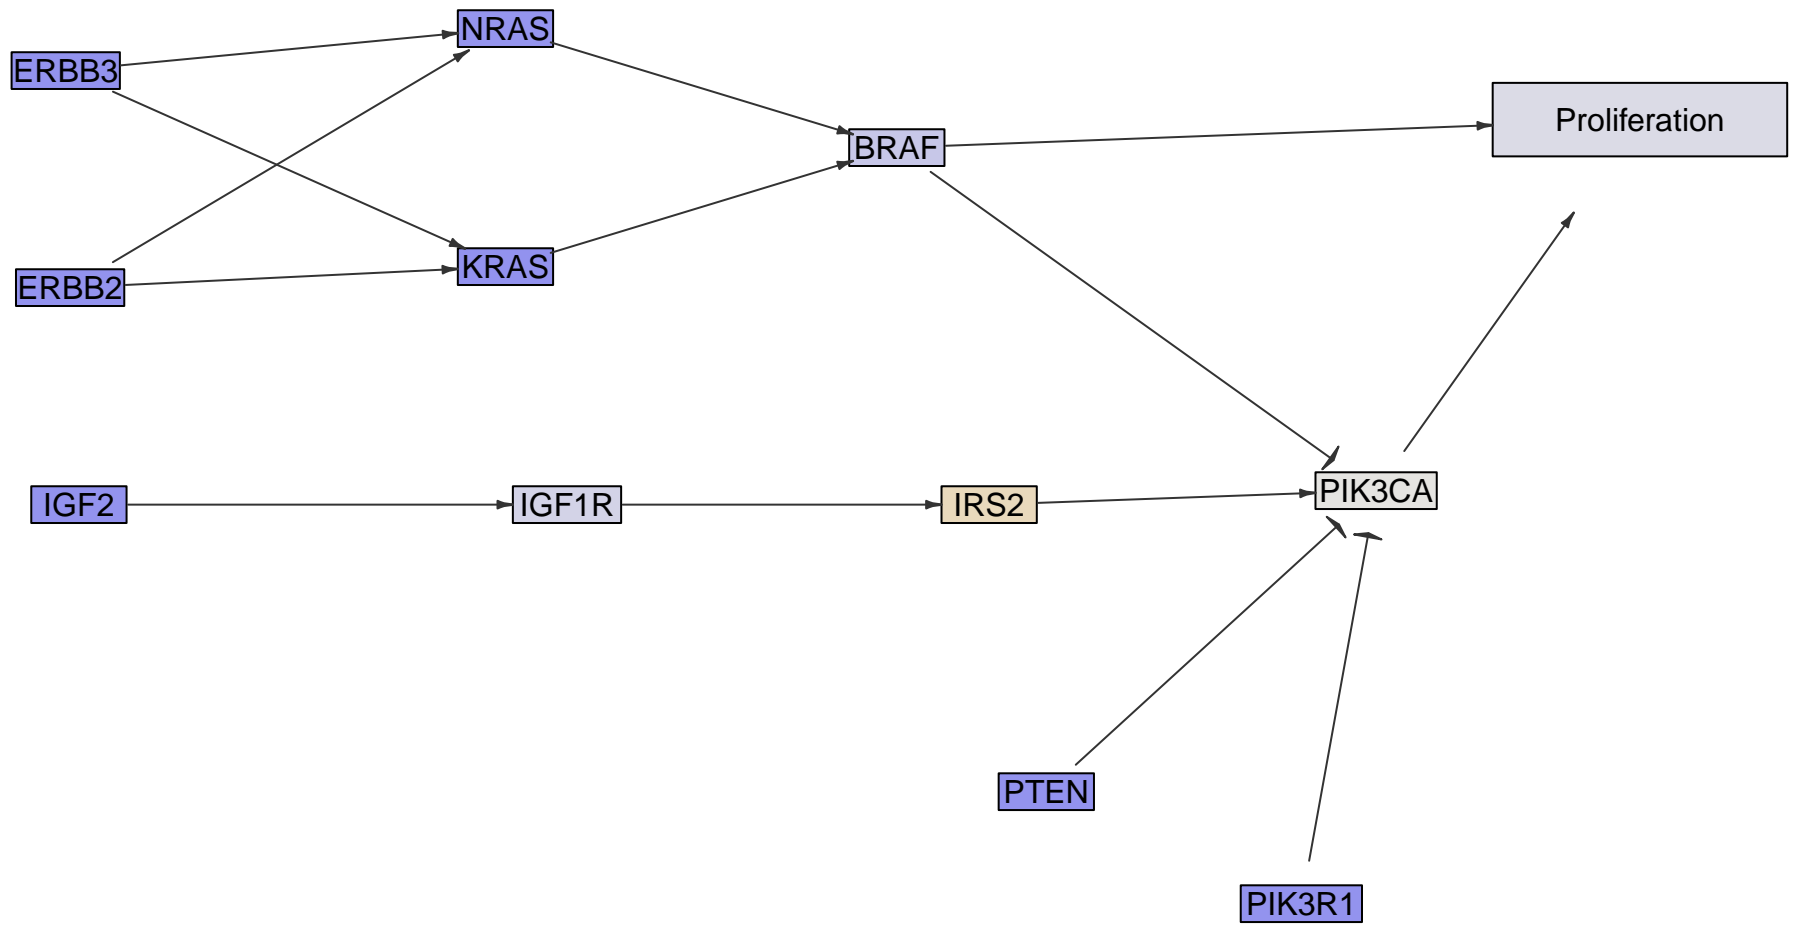 NRAS
ERBB3
Proliferation
BRAF
KRAS
ERBB2
PIK3CA
IGF2
IGF1R
IRS2
PTEN
PIK3R1